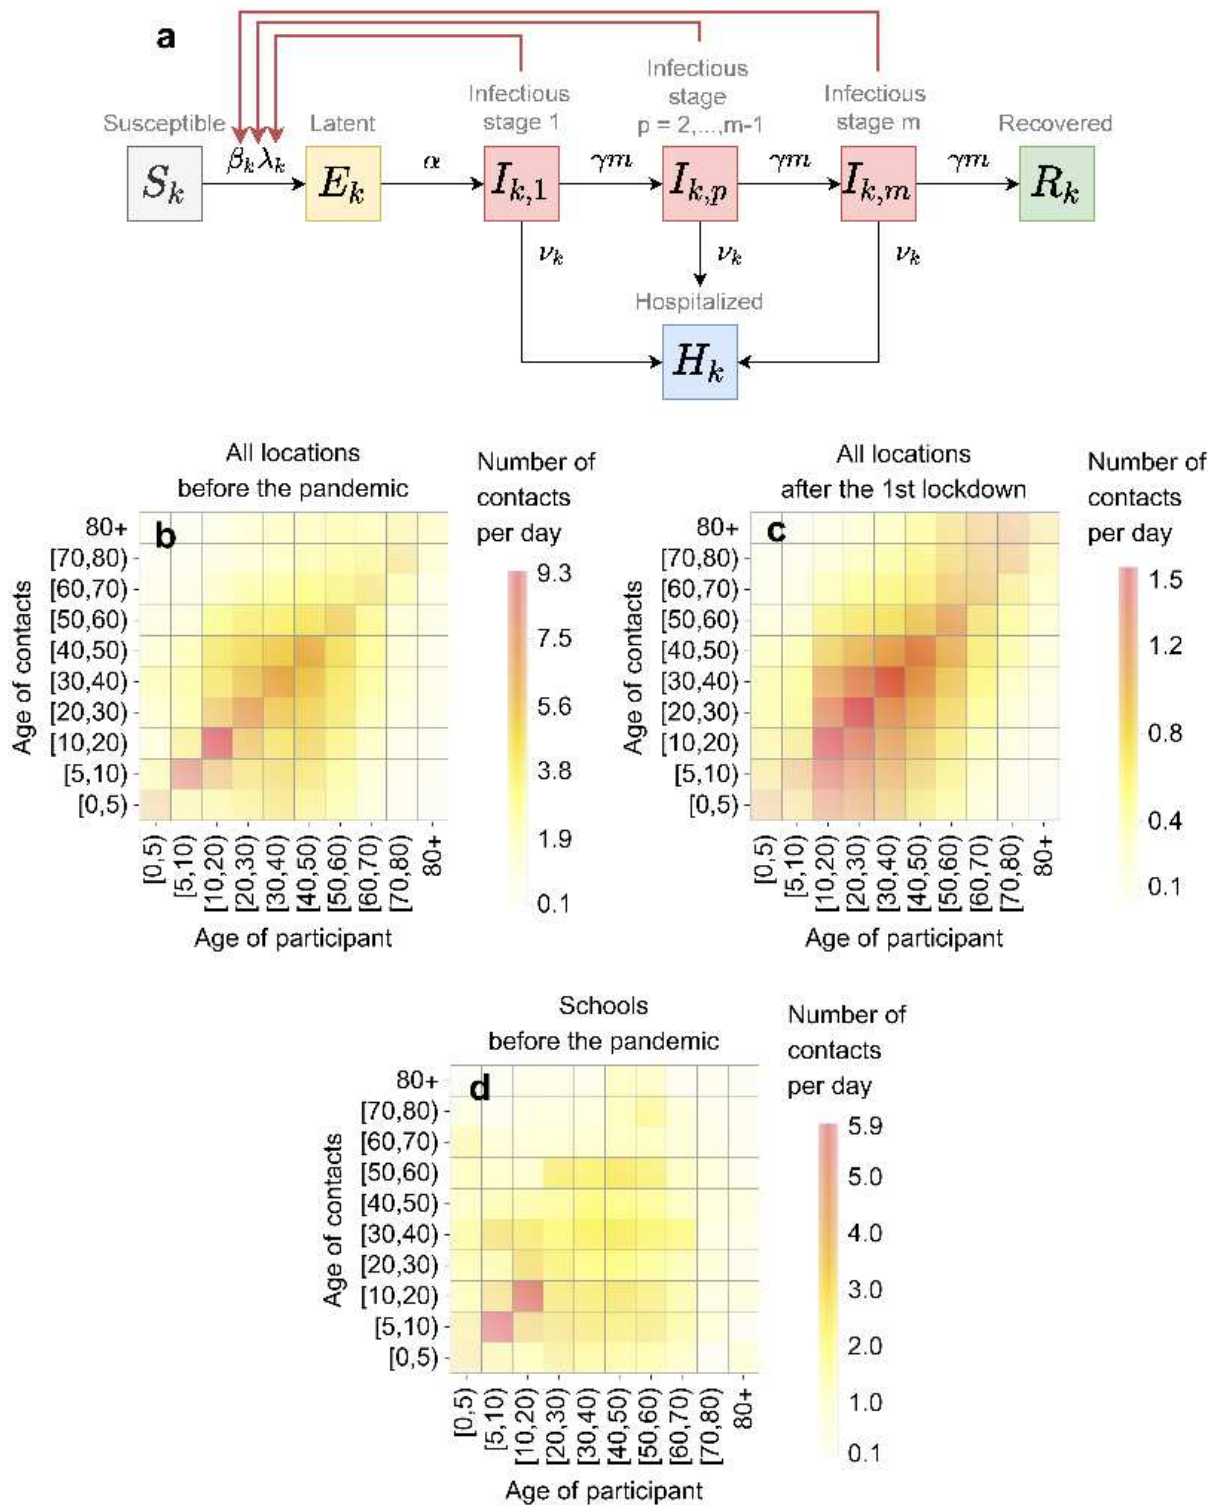 a
Susceptible
Latent
Infectious
stage 1
Infectious
stage
p = 2,...,m-1
Infectious
stage m
Recovered
S_k
β_kλ_k
E_k
α
I_{k,1}
γm
I_{k,p}
γm
I_{k,m}
γm
R_k
ν_k
ν_k
ν_k
Hospitalized
H_k
All locations
before the pandemic
b
Number of
contacts
per day
Age of contacts
80+
[70,80)
[60,70)
[50,60)
[40,50)
[30,40)
[20,30)
[10,20)
[5,10)
[0,5)
9.3
7.5
5.6
3.8
1.9
0.1
[0,5)
[5,10)
[10,20)
[20,30)
[30,40)
[40,50)
[50,60)
[60,70)
[70,80)
80+
Age of participant
All locations
after the 1st lockdown
c
Number of
contacts
per day
Age of contacts
80+
[70,80)
[60,70)
[50,60)
[40,50)
[30,40)
[20,30)
[10,20)
[5,10)
[0,5)
1.5
1.2
0.8
0.4
0.1
[0,5)
[5,10)
[10,20)
[20,30)
[30,40)
[40,50)
[50,60)
[60,70)
[70,80)
80+
Age of participant
Schools
before the pandemic
d
Number of
contacts
per day
Age of contacts
80+
[70,80)
[60,70)
[50,60)
[40,50)
[30,40)
[20,30)
[10,20)
[5,10)
[0,5)
5.9
5.0
4.0
3.0
2.0
1.0
0.1
[0,5)
[5,10)
[10,20)
[20,30)
[30,40)
[40,50)
[50,60)
[60,70)
[70,80)
80+
Age of participant